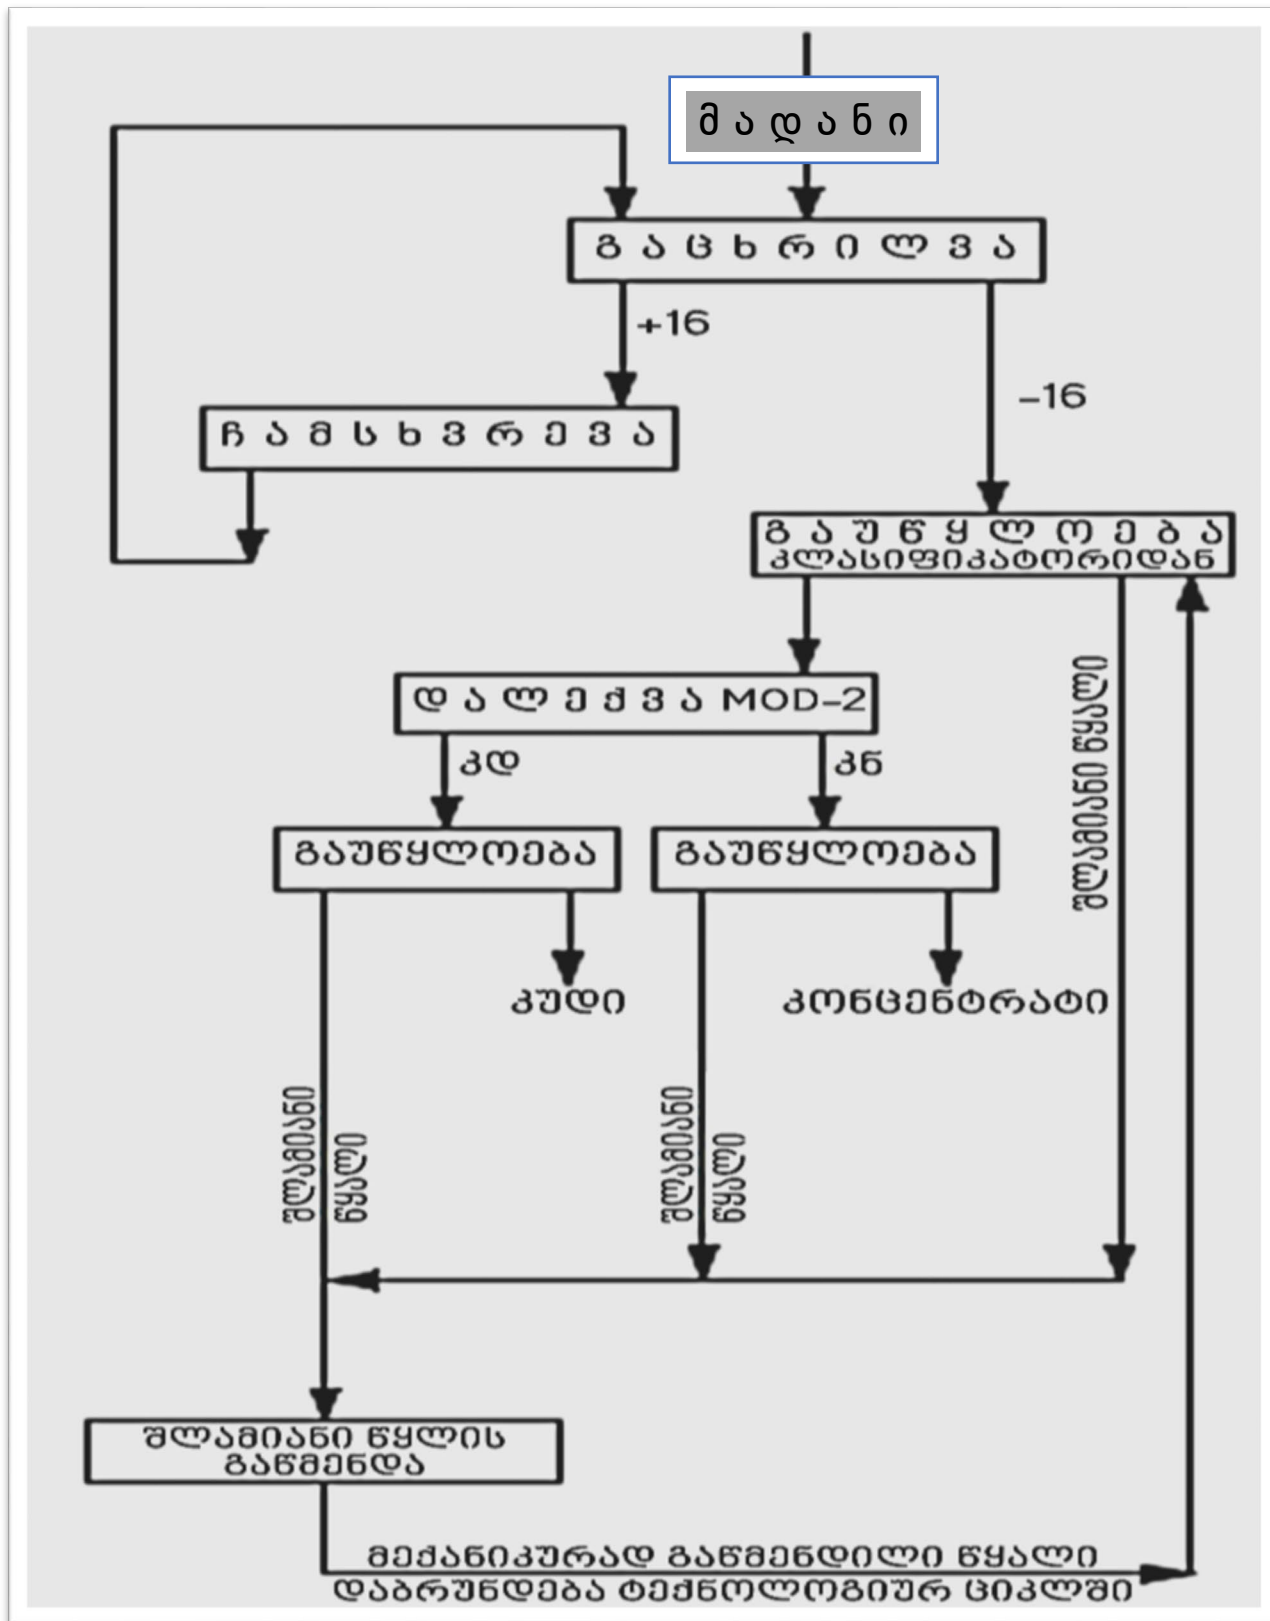 მ ა დ ა ნ ი
გ ა ც ხ რ ი ლ ვ ა
+16
-16
ჩ ა მ ს ხ ვ რ ე ვ ა
გ ა უ წ ყ ლ ო ე ბ ა
კლასიფიკატორიდან
დ ა ლ ე ქ ვ ა MOD-2
კდ
კნ
შლამიანი წყალი
გაუწყლოება
გაუწყლოება
კუდი
კონცენტრატი
შლამიანი
წყალი
შლამიანი
წყალი
შლამიანი წყლის
გაწმენდა
მექანიკურად გაწმენდილი წყალი
დაბრუნდება ტექნოლოგიურ ციკლში